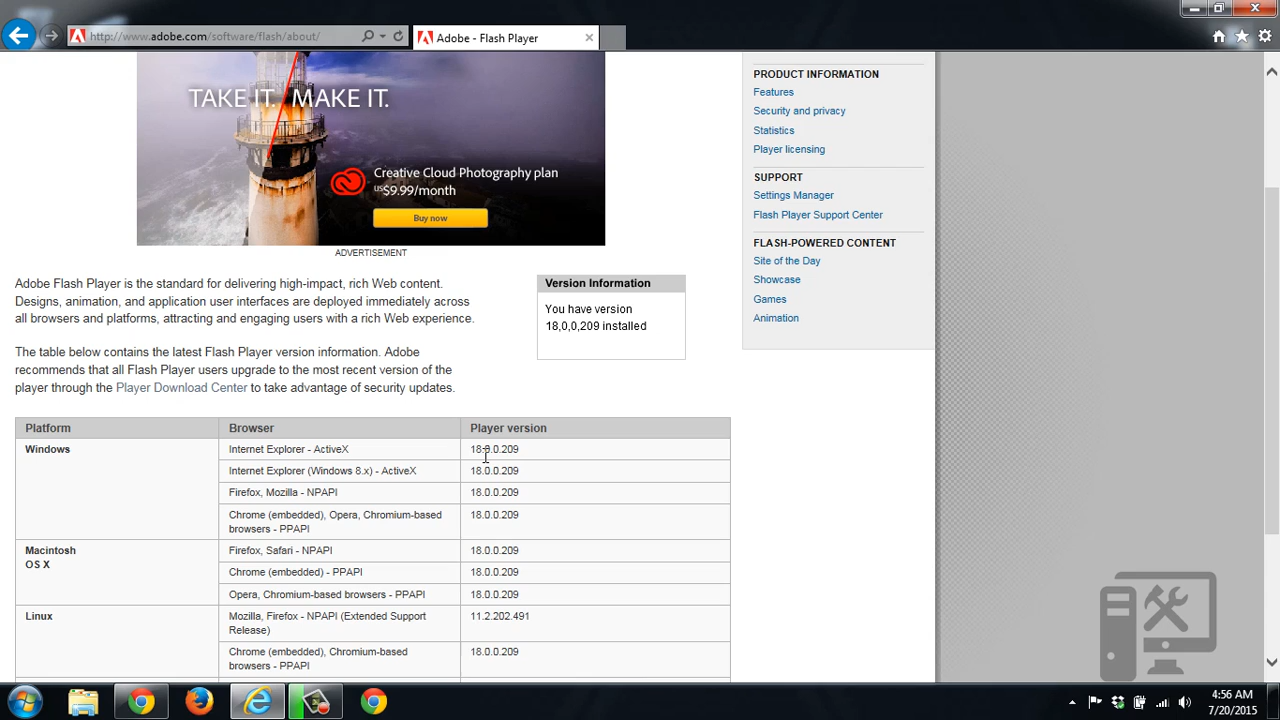 http://www.adobe.com/software/flash/about/
Adobe - Flash Player
TAKE IT. MAKE IT.
Creative Cloud Photography plan
US$9.99/month
Buy now
ADVERTISEMENT
Adobe Flash Player is the standard for delivering high-impact, rich Web content.
Designs, animation, and application user interfaces are deployed immediately across
all browsers and platforms, attracting and engaging users with a rich Web experience.
The table below contains the latest Flash Player version information. Adobe
recommends that all Flash Player users upgrade to the most recent version of the
player through the Player Download Center to take advantage of security updates.
Version Information
You have version
18,0,0,209 installed
PRODUCT INFORMATION
Features
Security and privacy
Statistics
Player licensing
SUPPORT
Settings Manager
Flash Player Support Center
FLASH-POWERED CONTENT
Site of the Day
Showcase
Games
Animation
Platform Browser Player version
Windows Internet Explorer - ActiveX 18.0.0.209
Internet Explorer (Windows 8.x) - ActiveX 18.0.0.209
Firefox, Mozilla - NPAPI 18.0.0.209
Chrome (embedded), Opera, Chromium-based 18.0.0.209
browsers - PPAPI
Macintosh Firefox, Safari - NPAPI 18.0.0.209
OS X
Chrome (embedded) - PPAPI 18.0.0.209
Opera, Chromium-based browsers - PPAPI 18.0.0.209
Linux Mozilla, Firefox - NPAPI (Extended Support 11.2.202.491
Release)
Chrome (embedded), Chromium-based 18.0.0.209
browsers - PPAPI
4:56 AM
7/20/2015